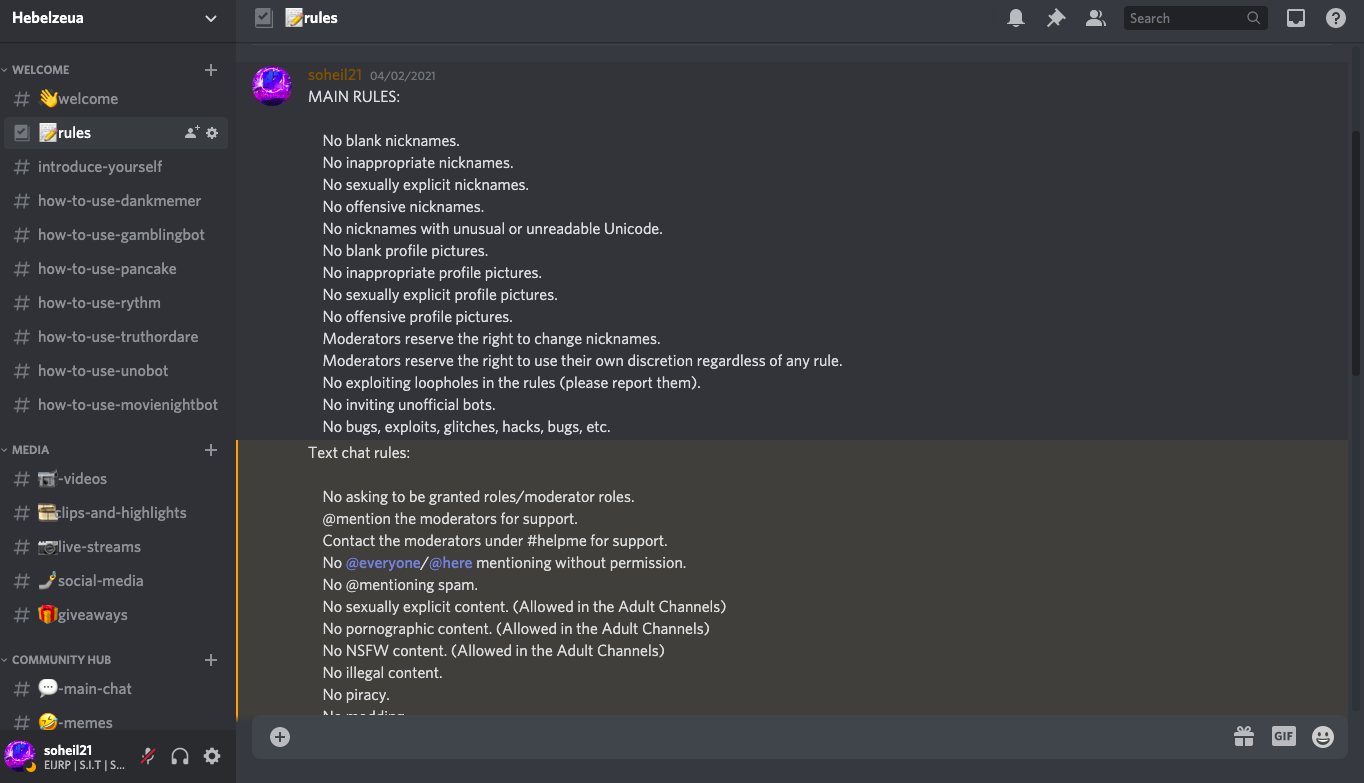 Hebelzeua
WELCOME
# 👋welcome
📝rules
# introduce-yourself
# how-to-use-dankmemer
# how-to-use-gamblingbot
# how-to-use-pancake
# how-to-use-rythm
# how-to-use-truthordare
# how-to-use-unobot
# how-to-use-movienightbot
MEDIA
# -videos
# clips-and-highlights
# 📷live-streams
# 🤳social-media
# 🎁giveaways
COMMUNITY HUB
# 💬-main-chat
# 🤣-memes
soheil21
EIJRP | S.I.T | S...
📝rules
Search
soheil21 04/02/2021
MAIN RULES:
No blank nicknames.
No inappropriate nicknames.
No sexually explicit nicknames.
No offensive nicknames.
No nicknames with unusual or unreadable Unicode.
No blank profile pictures.
No inappropriate profile pictures.
No sexually explicit profile pictures.
No offensive profile pictures.
Moderators reserve the right to change nicknames.
Moderators reserve the right to use their own discretion regardless of any rule.
No exploiting loopholes in the rules (please report them).
No inviting unofficial bots.
No bugs, exploits, glitches, hacks, bugs, etc.
Text chat rules:
No asking to be granted roles/moderator roles.
@mention the moderators for support.
Contact the moderators under #helpme for support.
No @everyone/@here mentioning without permission.
No @mentioning spam.
No sexually explicit content. (Allowed in the Adult Channels)
No pornographic content. (Allowed in the Adult Channels)
No NSFW content. (Allowed in the Adult Channels)
No illegal content.
No piracy.
No modding
GIF